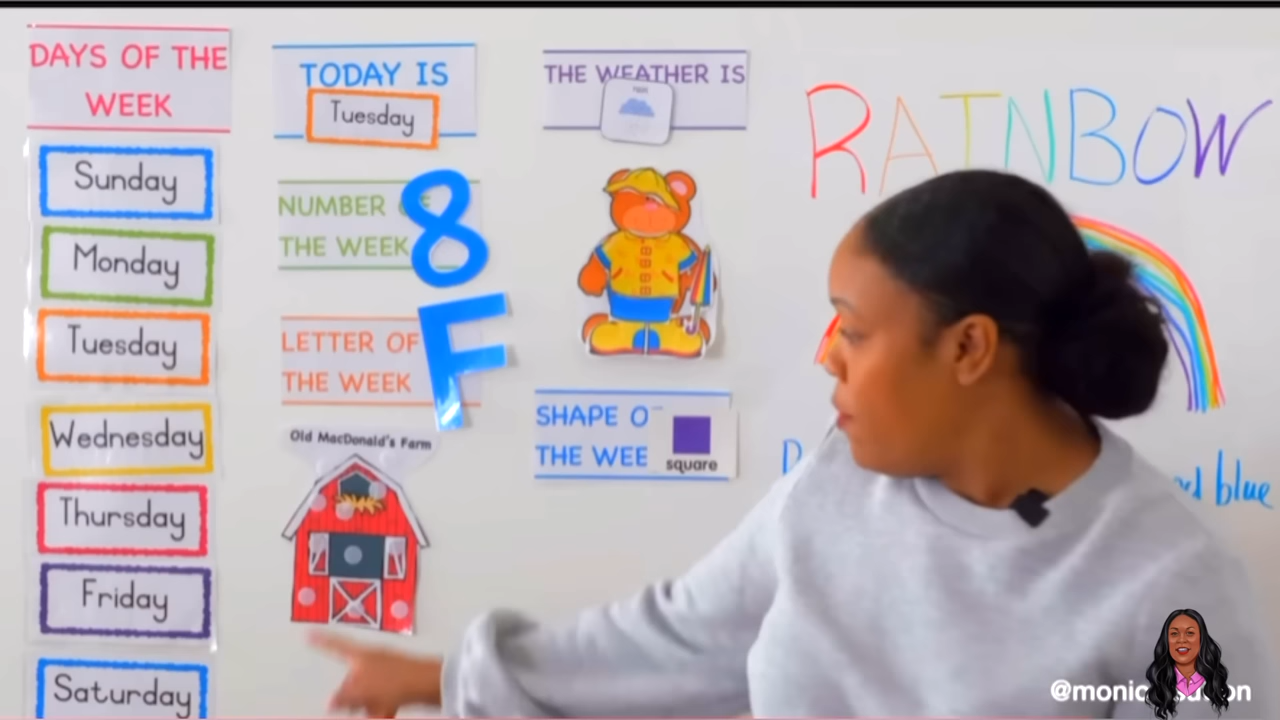 DAYS OF THE
WEEK
Sunday
Monday
Tuesday
Wednesday
Thursday
Friday
Saturday
TODAY IS
Tuesday
NUMBER
THE WEEK
8
LETTER OF
THE WEEK
F
Old MacDonald's Farm
THE WEATHER IS
SHAPE O
THE WEE
square
RAINBOW
blue